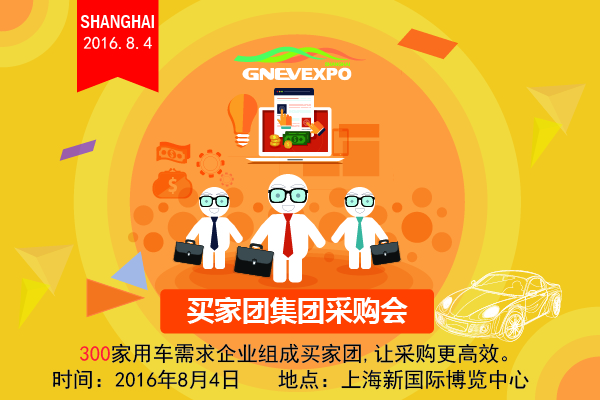 SHANGHAI
2016.8.4
GNEVEXPO
买家团集团采购会
300家用车需求企业组成买家团,让采购更高效。
时间：2016年8月4日 地点：上海新国际博览中心